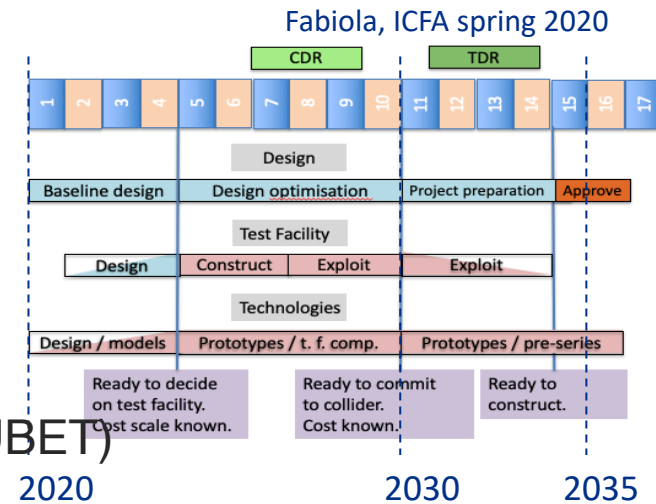 Fabiola, ICFA spring 2020
CDR TDR
1 2 3 4 5 6 7 8 9 10 11 12 13 14 15 16 17
Design
Baseline design Design optimisation Project preparation Approve
Test Facility
Design Construct Exploit Exploit
Technologies
Design / models Prototypes / t. f. comp. Prototypes / pre-series
Ready to decide Ready to commit Ready to
on test facility. to collider. construct.
Cost scale known. Cost known.
UBET)
2020 2030 2035